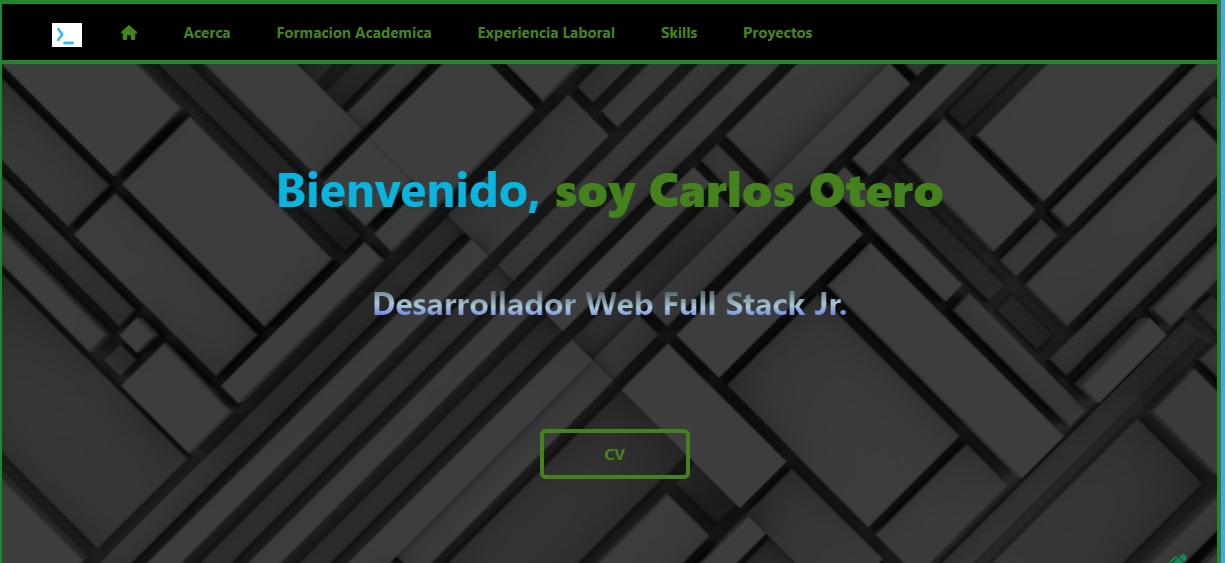 Acerca Formacion Academica Experiencia Laboral Skills Proyectos
Bienvenido, soy Carlos Otero
Desarrollador Web Full Stack Jr.
CV